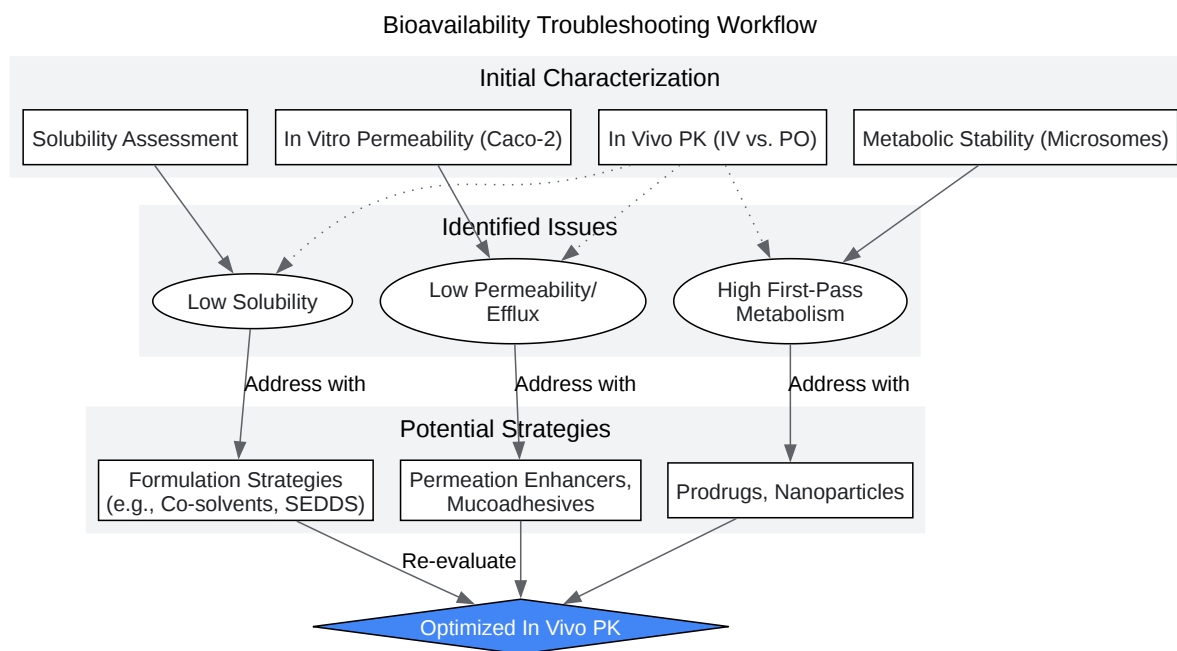 Bioavailability Troubleshooting Workflow
Initial Characterization
Solubility Assessment
In Vitro Permeability (Caco-2)
In Vivo PK (IV vs. PO)
Metabolic Stability (Microsomes)
Identified Issues
Low Solubility
Low Permeability/
Efflux
High First-Pass
Metabolism
Address with
Address with
Address with
Potential Strategies
Formulation Strategies
(e.g., Co-solvents, SEDDS)
Permeation Enhancers,
Mucoadhesives
Prodrugs, Nanoparticles
Re-evaluate
Optimized In Vivo PK